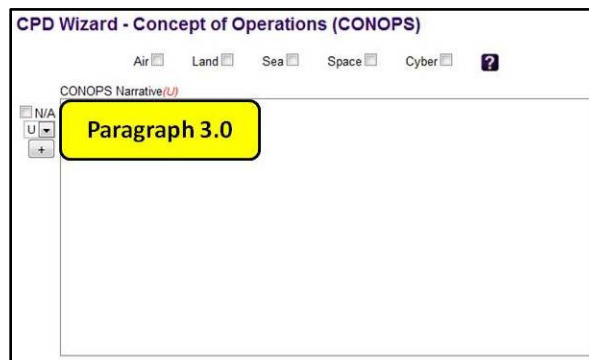 CPD Wizard - Concept of Operations (CONOPS)
Air Land Sea Space Cyber ?
CONOPS Narrative(U)
N/A
U
+
Paragraph 3.0